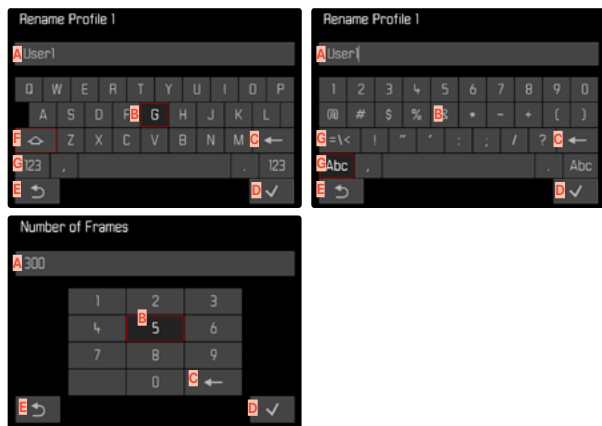 Rename Profile 1
A User1
Q W E R T Y U I O P
A S D F B G H J K L
F Z X C V B N M C ←
G 123 , . 123
E D ✓
Rename Profile 1
A User1
1 2 3 4 5 6 7 8 9 0
@ # $ % B & * - + ( )
G =\< ! " ' : ; / ? C ←
G Abc , . Abc
E D ✓
Number of Frames
A 300
1 2 3
B
4 5 6
7 8 9
0 C ←
E D ✓